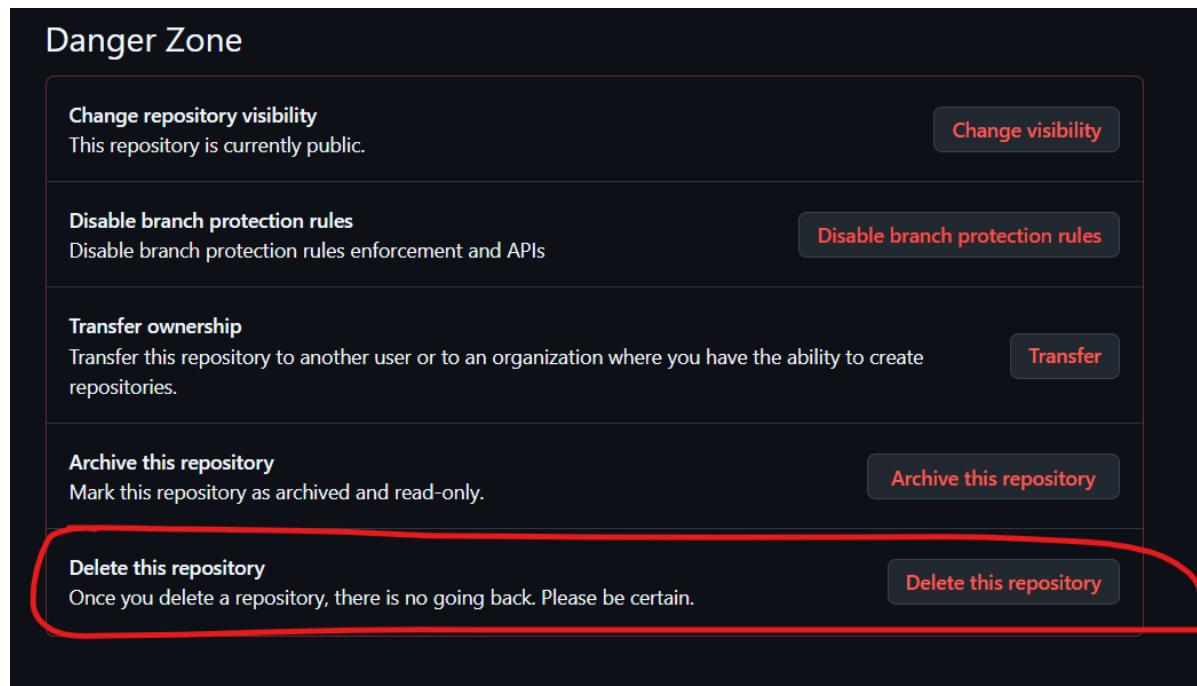 Danger Zone
Change repository visibility
This repository is currently public.
Change visibility
Disable branch protection rules
Disable branch protection rules enforcement and APIs
Disable branch protection rules
Transfer ownership
Transfer this repository to another user or to an organization where you have the ability to create
repositories.
Transfer
Archive this repository
Mark this repository as archived and read-only.
Archive this repository
Delete this repository
Once you delete a repository, there is no going back. Please be certain.
Delete this repository